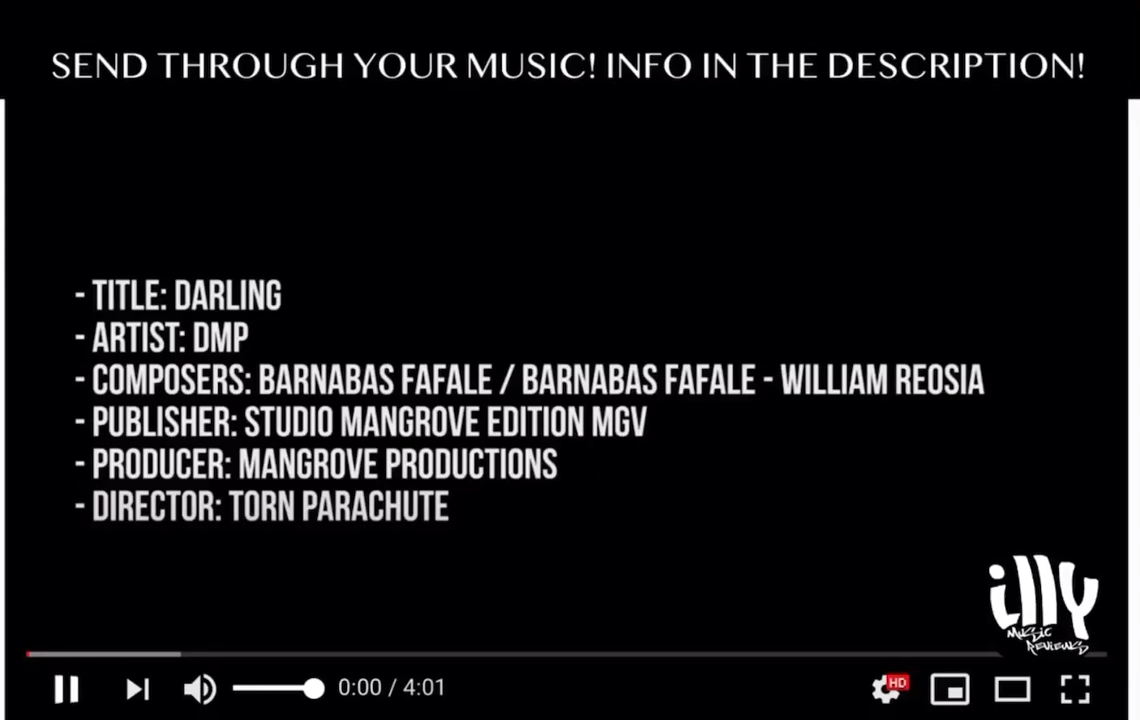 SEND THROUGH YOUR MUSIC! INFO IN THE DESCRIPTION!
- TITLE: DARLING
- ARTIST: DMP
- COMPOSERS: BARNABAS FAFALE / BARNABAS FAFALE - WILLIAM REOSIA
- PUBLISHER: STUDIO MANGROVE EDITION MGV
- PRODUCER: MANGROVE PRODUCTIONS
- DIRECTOR: TORN PARACHUTE
illy
MUSIC
REVIEWS
0:00 / 4:01
HD